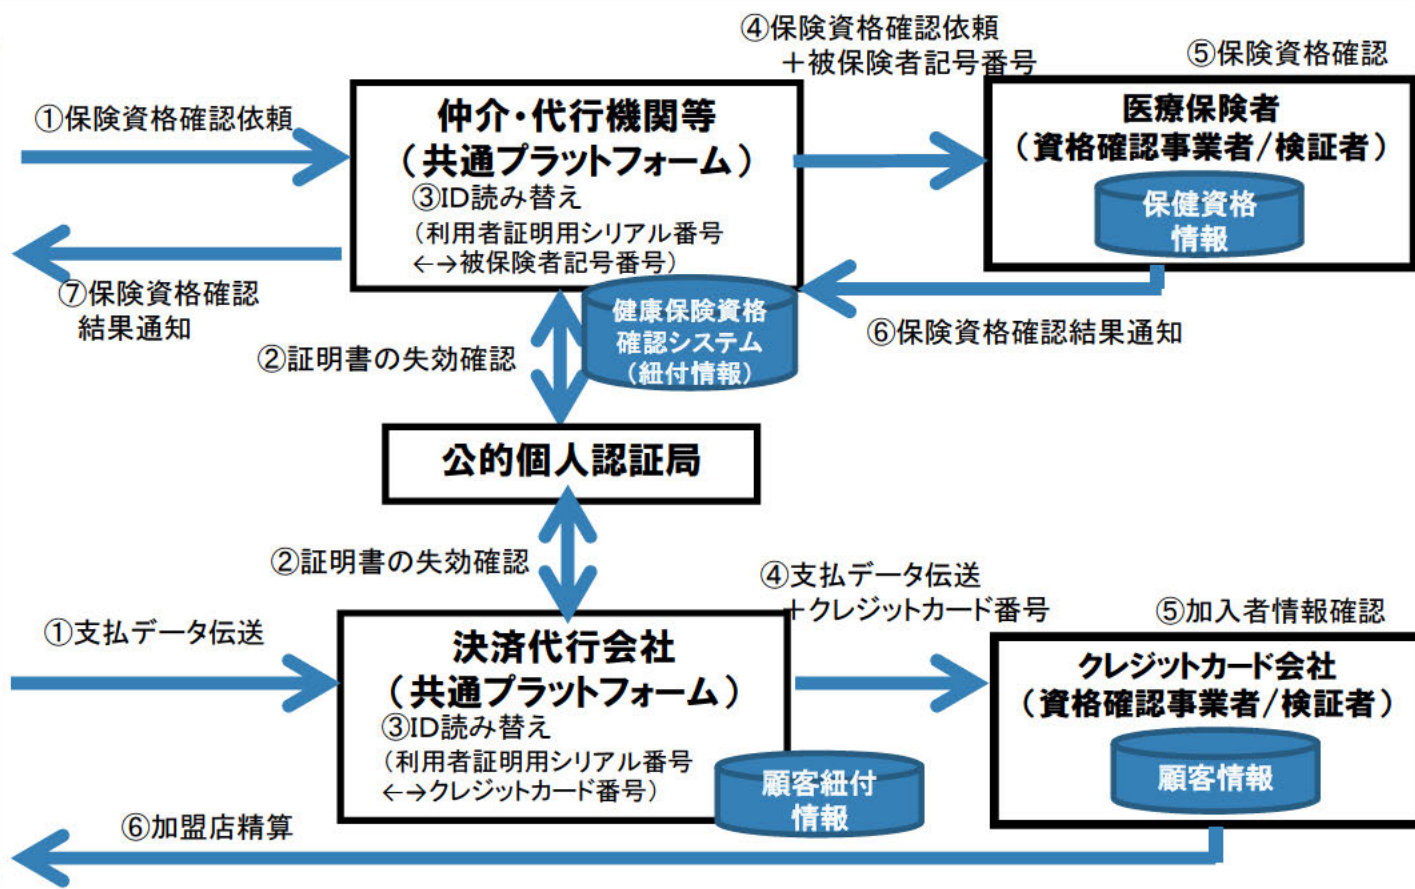 ④保険資格確認依頼
＋被保険者記号番号
⑤保険資格確認
①保険資格確認依頼
仲介・代行機関等
（共通プラットフォーム）
③ID読み替え
（利用者証明用シリアル番号
←→被保険者記号番号）
医療保険者
（資格確認事業者/検証者）
保健資格
情報
⑦保険資格確認
結果通知
健康保険資格
確認システム
（紐付情報）
⑥保険資格確認結果通知
②証明書の失効確認
公的個人認証局
②証明書の失効確認
④支払データ伝送
＋クレジットカード番号
⑤加入者情報確認
①支払データ伝送
決済代行会社
（共通プラットフォーム）
③ID読み替え
（利用者証明用シリアル番号
←→クレジットカード番号）
顧客紐付
情報
クレジットカード会社
（資格確認事業者/検証者）
顧客情報
⑥加盟店精算